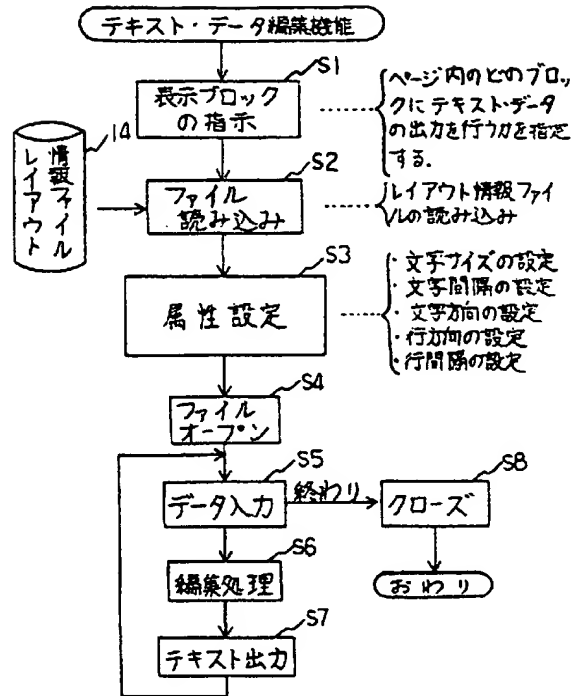 テキスト・データ編集機能
S1
表示ブロック
の指示
ページ内のどのブロッ
クにテキスト・データ
の出力を行うかを指定
する.
14
レイアウト
情報ファイル
S2
ファイル
読み込み
レイアウト情報ファイ
ルの読み込み
S3
属性設定
・文字サイズの設定
・文字間隔の設定
・文字方向の設定
・行方向の設定
・行間隔の設定
S4
ファイル
オープン
S5
データ入力
終わり
S8
クローズ
S6
編集処理
おわり
S7
テキスト出力